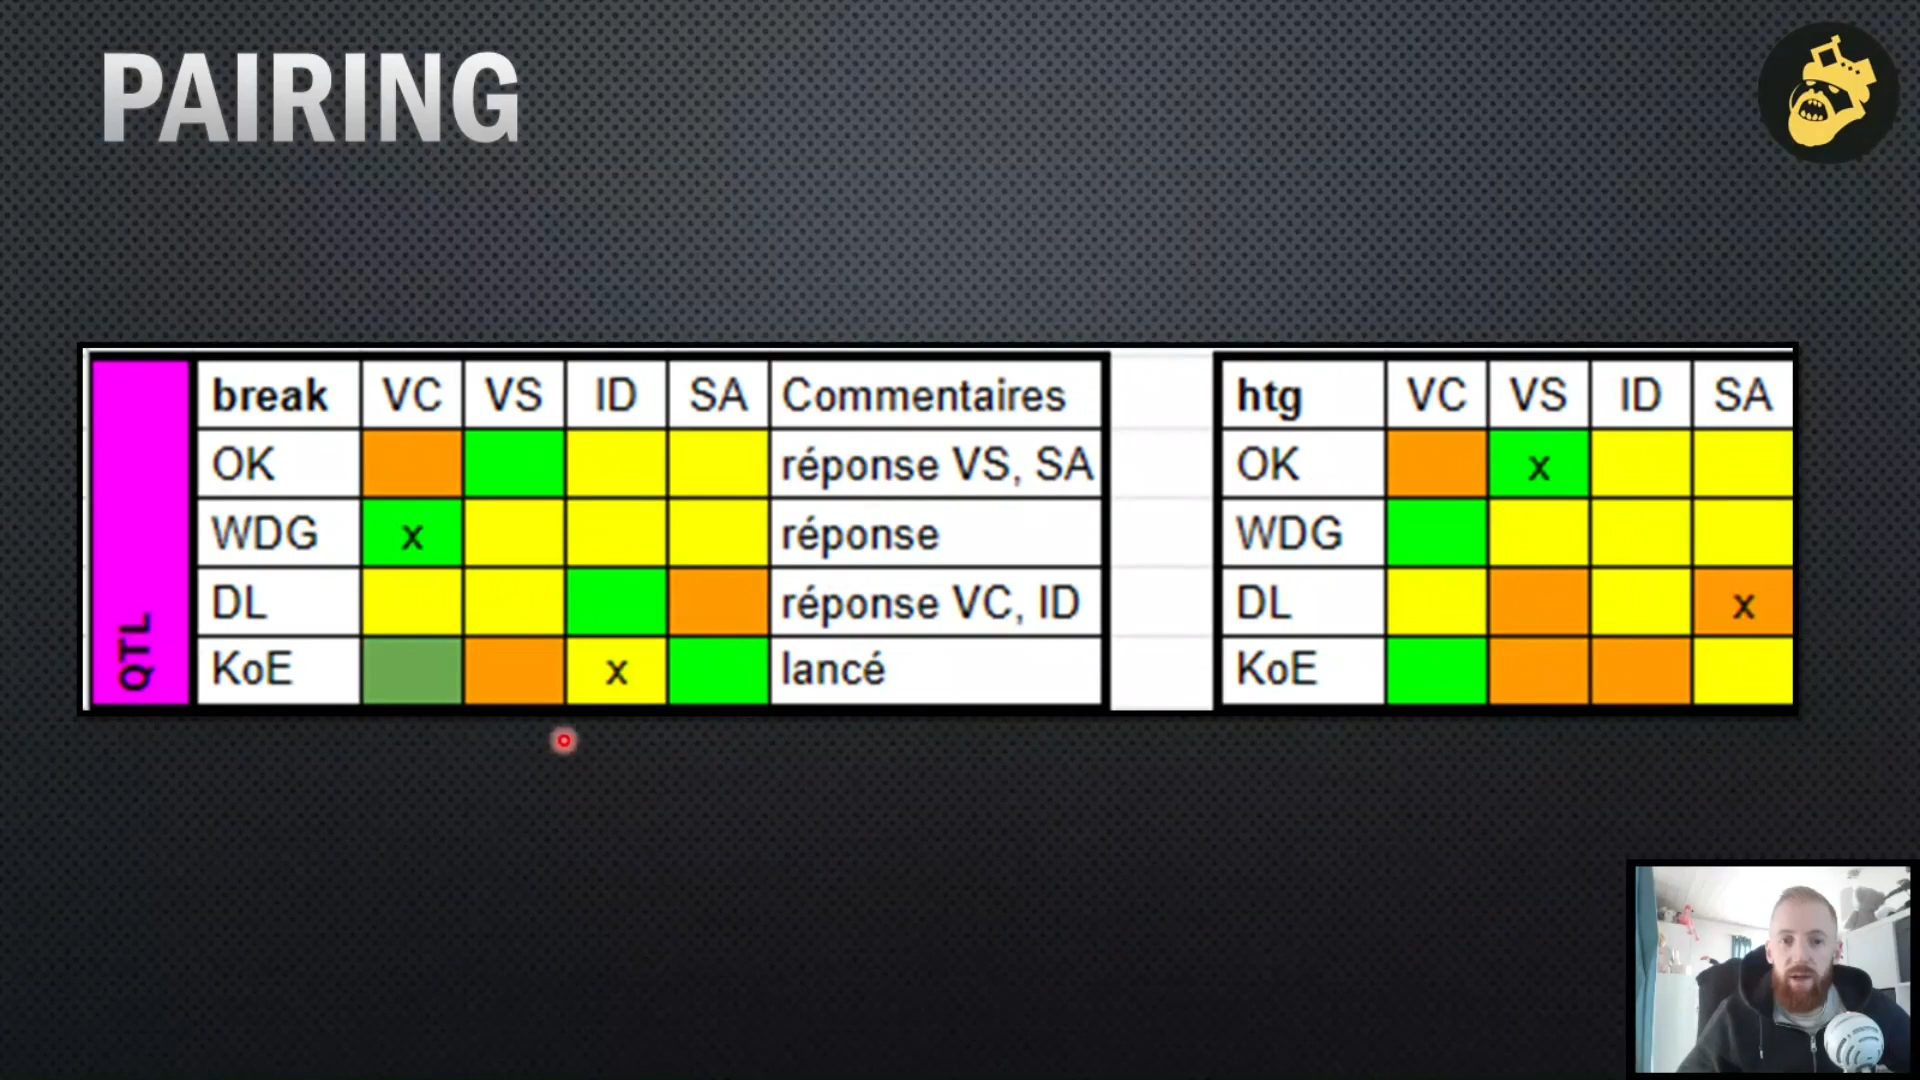 PAIRING
QTL
break VC VS ID SA Commentaires
OK réponse VS, SA
WDG x réponse
DL réponse VC, ID
KoE x lancé
htg VC VS ID SA
OK x
WDG
DL x
KoE